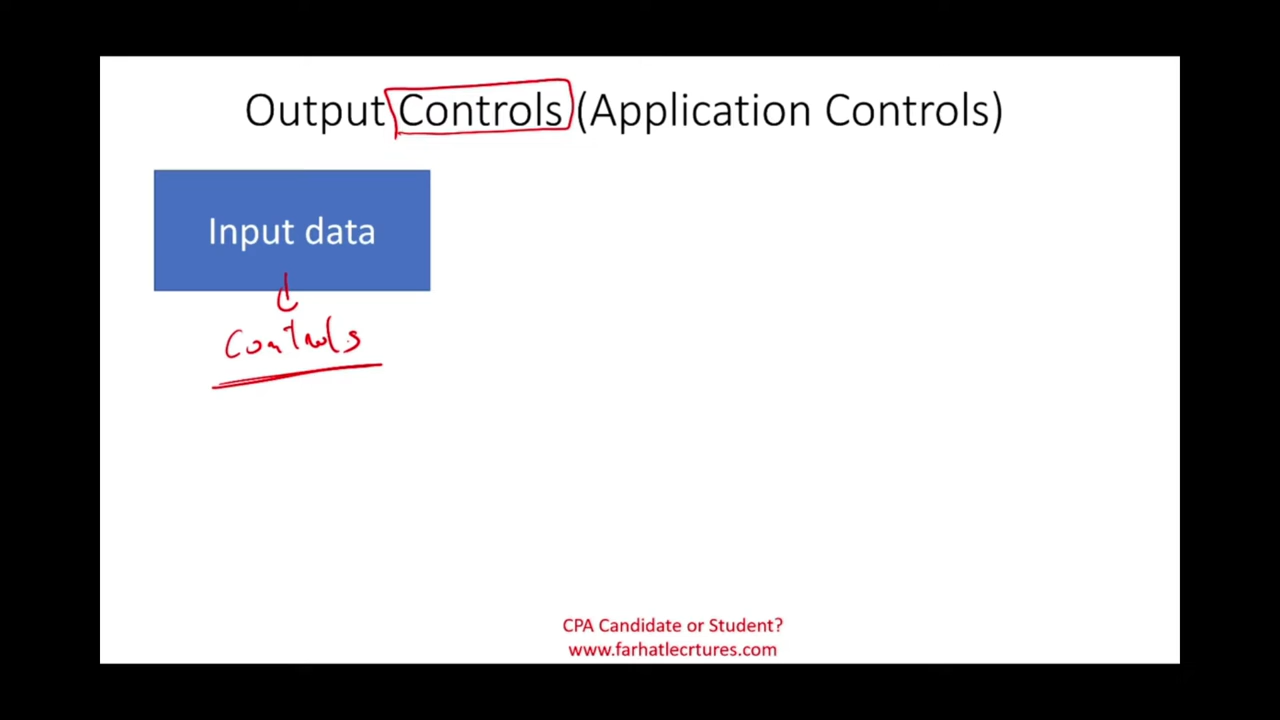 Output Controls (Application Controls)
Input data
Controls
CPA Candidate or Student?
www.farhatlecrtures.com